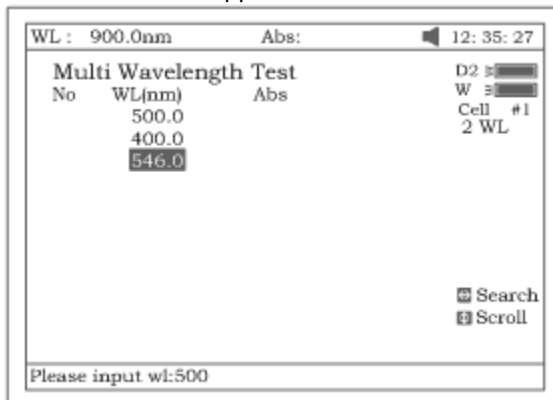 WL : 900.0nm Abs: 12: 35: 27
Multi Wavelength Test
No WL(nm) Abs
500.0
400.0
546.0
D2
W
Cell #1
2 WL
Search
Scroll
Please input wl:500